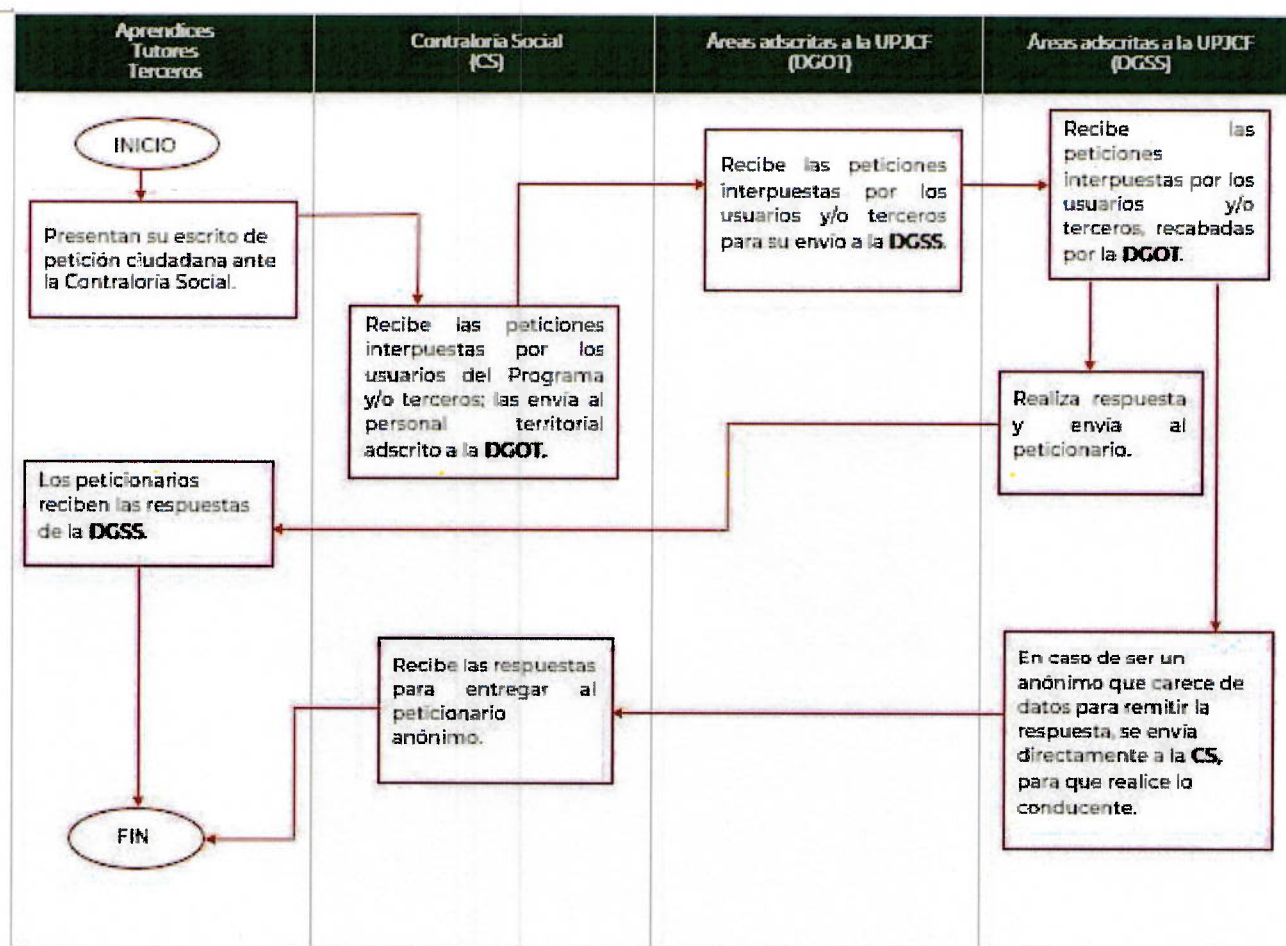 Aprendices
Tutores
Terceros
Contraloría Social
(CS)
Áreas adscritas a la UPJCF
(DGOT)
Áreas adscritas a la UPJCF
(DGSS)
INICIO
Presentan su escrito de
petición ciudadana ante
la Contraloría Social.
Recibe las peticiones
interpuestas por los
usuarios del Programa
y/o terceros; las envía al
personal territorial
adscrito a la DGOT.
Recibe las peticiones
interpuestas por los
usuarios y/o terceros
para su envío a la DGSS.
Recibe las
peticiones
interpuestas por los
usuarios y/o
terceros, recabadas
por la DGOT.
Realiza respuesta
y envía al
peticionario.
Los peticionarios
reciben las respuestas
de la DGSS.
En caso de ser un
anónimo que carece de
datos para remitir la
respuesta, se envía
directamente a la CS,
para que realice lo
conducente.
Recibe las respuestas
para entregar al
peticionario
anónimo.
FIN